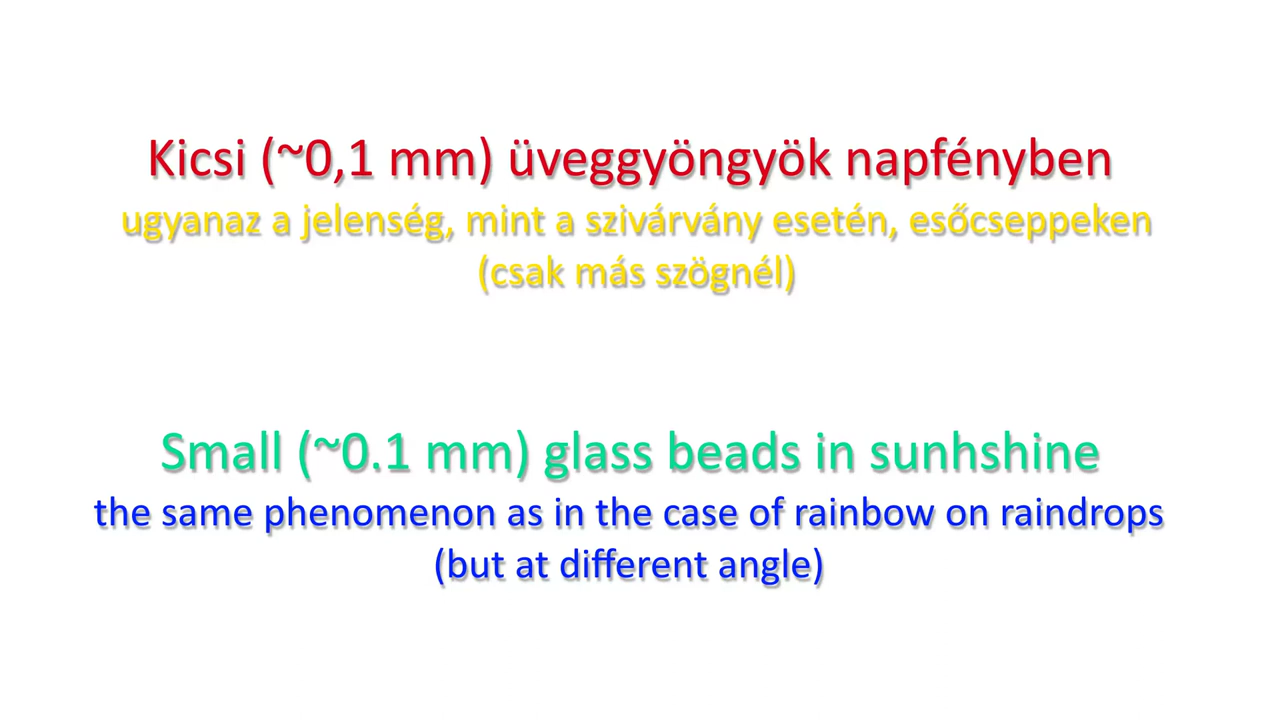 Kicsi (~0,1 mm) üveggyöngyök napfényben
ugyanaz a jelenség, mint a szivárvány esetén, esőcseppeken
(csak más szögnél)
Small (~0.1 mm) glass beads in sunhshine
the same phenomenon as in the case of rainbow on raindrops
(but at different angle)